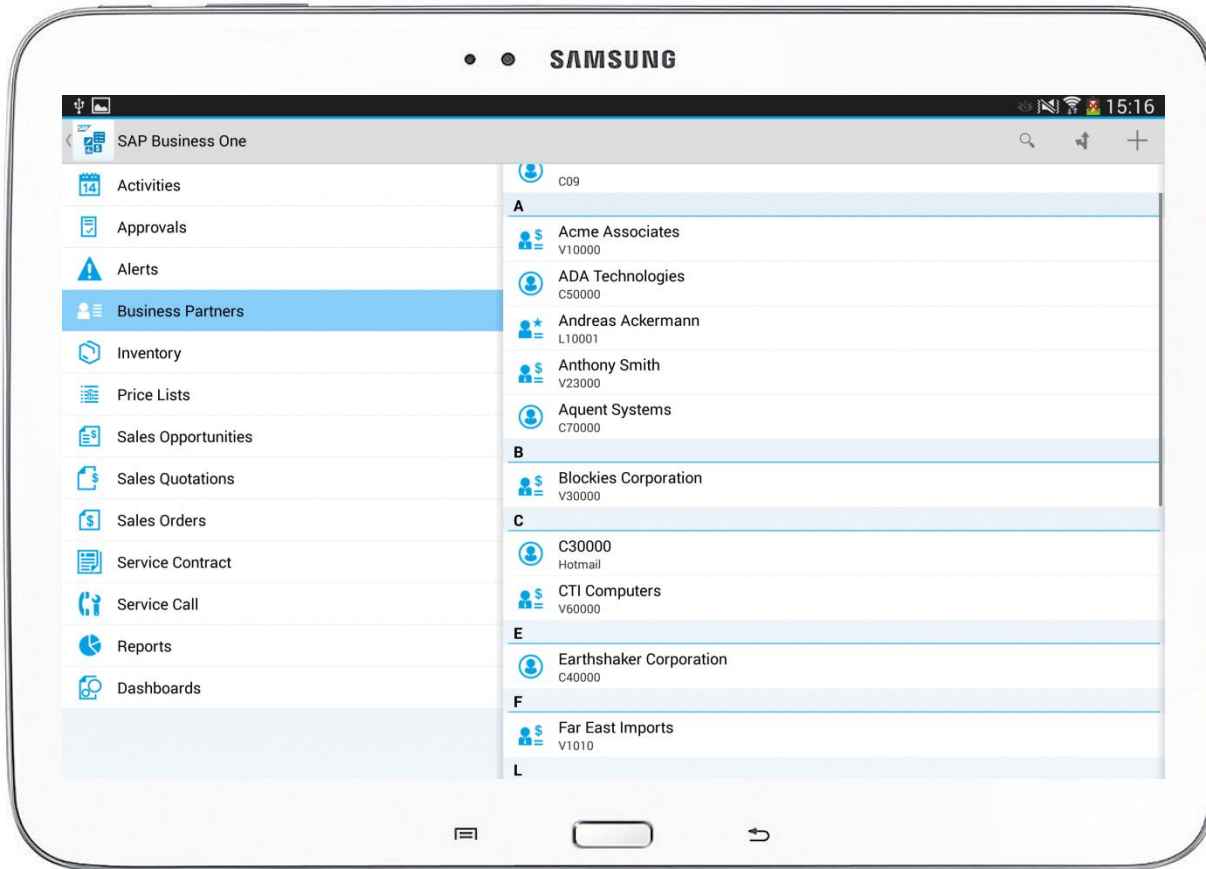 SAMSUNG
15:16
SAP
SAP Business One
14
Activities
Approvals
Alerts
Business Partners
Inventory
Price Lists
Sales Opportunities
Sales Quotations
Sales Orders
Service Contract
Service Call
Reports
Dashboards
C09
A
Acme Associates
V10000
ADA Technologies
C50000
Andreas Ackermann
L10001
Anthony Smith
V23000
Aquent Systems
C70000
B
Blockies Corporation
V30000
C
C30000
Hotmail
CTI Computers
V60000
E
Earthshaker Corporation
C40000
F
Far East Imports
V1010
L